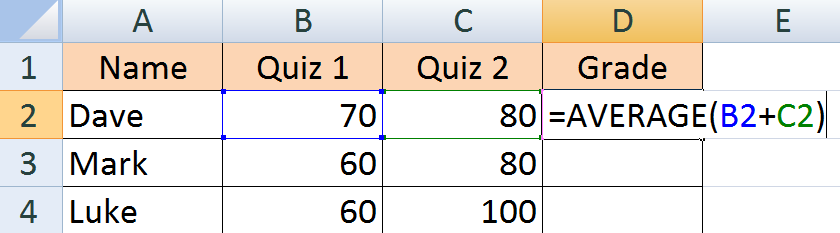 A B C D E
1 Name Quiz 1 Quiz 2 Grade
2 Dave 70 80 =AVERAGE(B2+C2)
3 Mark 60 80
4 Luke 60 100